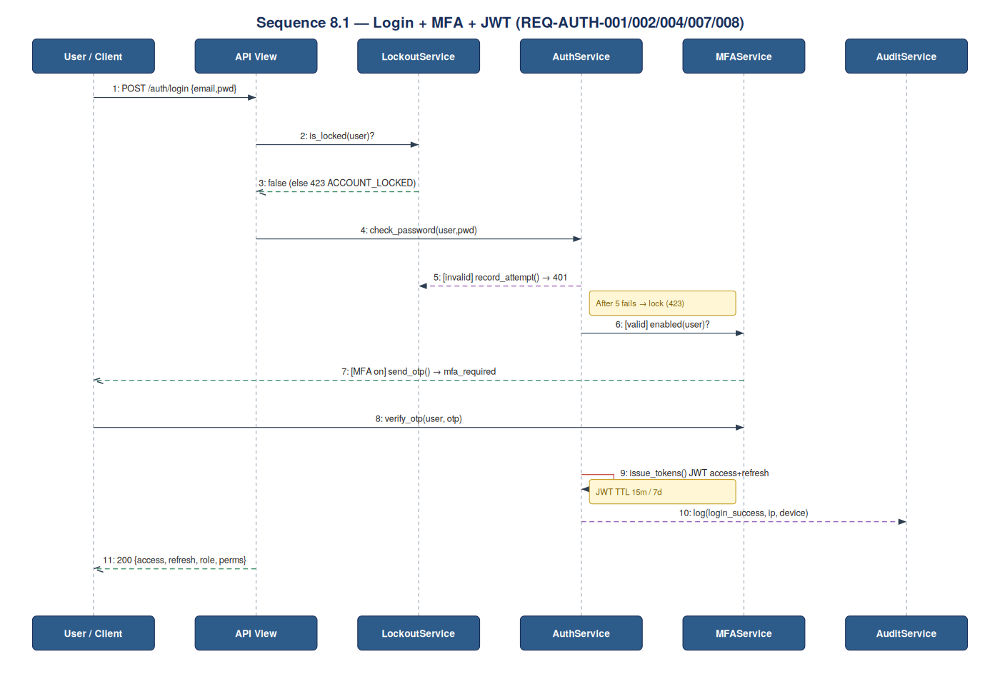 Sequence 8.1 — Login + MFA + JWT (REQ-AUTH-001/002/004/007/008)
User / Client
API View
LockoutService
AuthService
MFAService
AuditService
1: POST /auth/login {email,pwd}
2: is_locked(user)?
3: false (else 423 ACCOUNT_LOCKED)
4: check_password(user,pwd)
5: [invalid] record_attempt() → 401
After 5 fails → lock (423)
6: [valid] enabled(user)?
7: [MFA on] send_otp() → mfa_required
8: verify_otp(user, otp)
9: issue_tokens() JWT access+refresh
JWT TTL 15m / 7d
10: log(login_success, ip, device)
11: 200 {access, refresh, role, perms}
User / Client
API View
LockoutService
AuthService
MFAService
AuditService